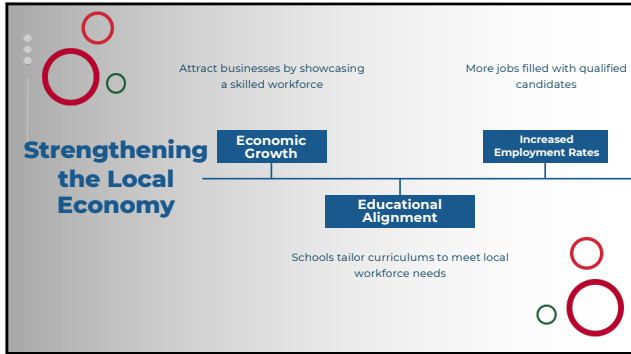 Strengthening
the Local
Economy
Attract businesses by showcasing
a skilled workforce
Economic
Growth
Educational
Alignment
Schools tailor curriculums to meet local
workforce needs
More jobs filled with qualified
candidates
Increased
Employment Rates